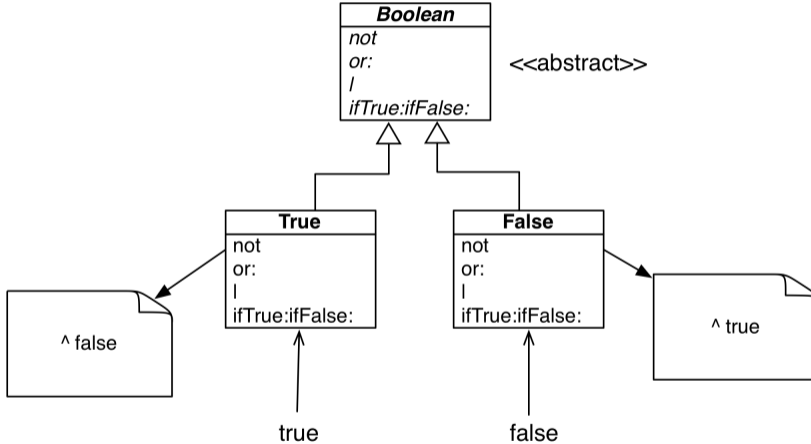 Boolean
not
or:
|
ifTrue:ifFalse:
<<abstract>>
True
not
or:
|
ifTrue:ifFalse:
False
not
or:
|
ifTrue:ifFalse:
^ false
^ true
true
false